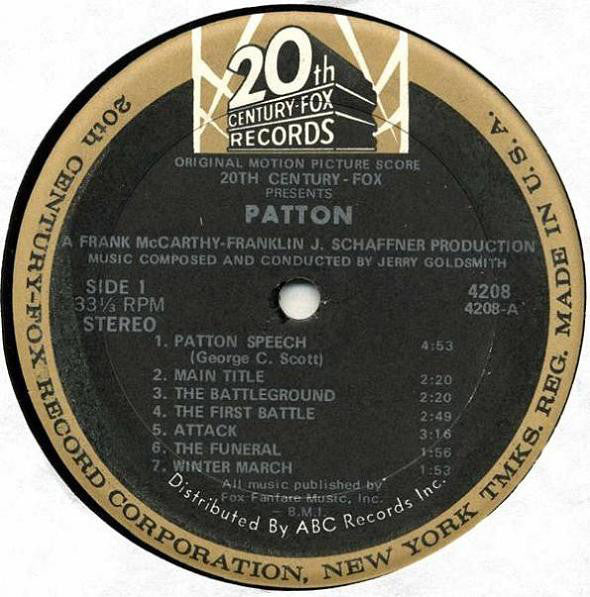 20th
CENTURY-FOX
RECORDS
ORIGINAL MOTION PICTURE SCORE
20TH CENTURY-FOX
PRESENTS
PATTON
A FRANK McCARTHY-FRANKLIN J. SCHAFFNER PRODUCTION
MUSIC COMPOSED AND CONDUCTED BY JERRY GOLDSMITH
SIDE 1
33⅓ RPM
STEREO
4208
4208-A
1. PATTON SPEECH 4:53
(George C. Scott)
2. MAIN TITLE 2:20
3. THE BATTLEGROUND 2:20
4. THE FIRST BATTLE 2:49
5. ATTACK 3:16
6. THE FUNERAL 1:56
7. WINTER MARCH 1:53
All music published by
Fox Fanfare Music, Inc.
– B.M.I.
Distributed By ABC Records Inc.
20th CENTURY-FOX RECORD CORPORATION, NEW YORK TMKS. REG. MADE IN U.S.A.